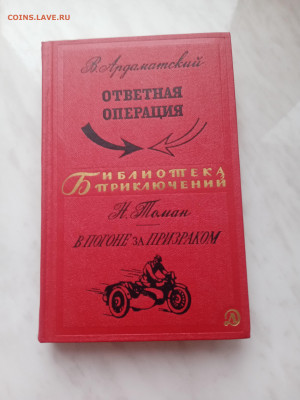 COINS.LAVE.RU
В. Ардаматский
ОТВЕТНАЯ
ОПЕРАЦИЯ
БИБЛИОТЕКА
ПРИКЛЮЧЕНИЙ
Н. Томан
В ПОГОНЕ ЗА ПРИЗРАКОМ